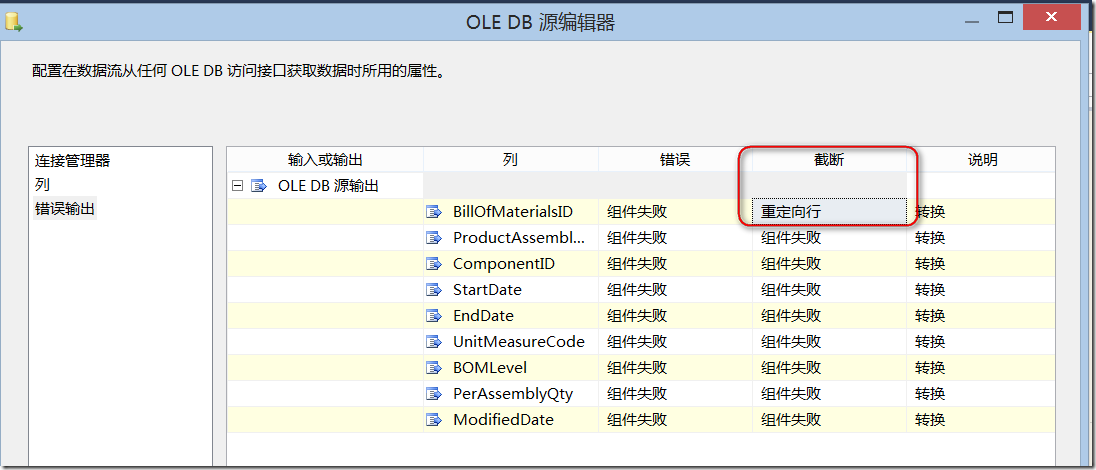 OLE DB 源编辑器
配置在数据流从任何 OLE DB 访问接口获取数据时所用的属性。
连接管理器
列
错误输出
输入或输出 列 错误 截断 说明
OLE DB 源输出
BillOfMaterialsID 组件失败 重定向行 转换
ProductAssembl... 组件失败 组件失败 转换
ComponentID 组件失败 组件失败 转换
StartDate 组件失败 组件失败 转换
EndDate 组件失败 组件失败 转换
UnitMeasureCode 组件失败 组件失败 转换
BOMLevel 组件失败 组件失败 转换
PerAssemblyQty 组件失败 组件失败 转换
ModifiedDate 组件失败 组件失败 转换